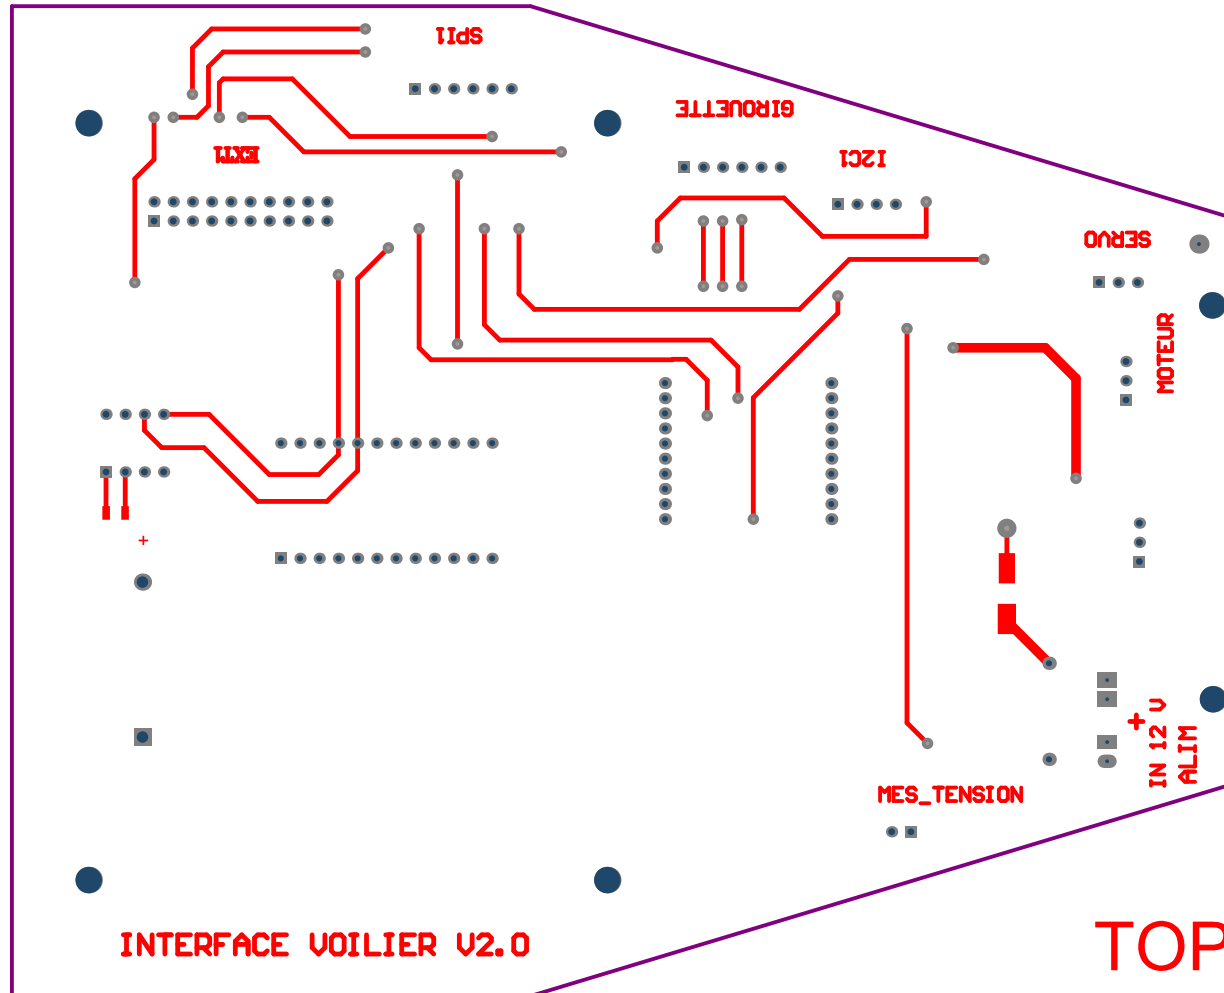 SPI1
GIROUETTE
EXT1
I2C1
SERVO
MOTEUR
+
+
IN 12 V
ALIM
MES_TENSION
INTERFACE VOILIER V2.0
TOP